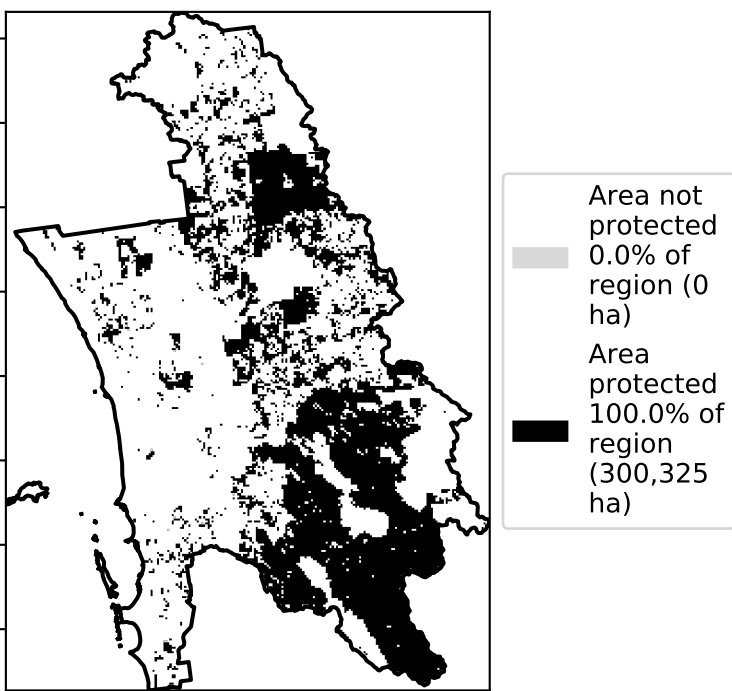 Area not
protected
0.0% of
region (0
ha)
Area
protected
100.0% of
region
(300,325
ha)